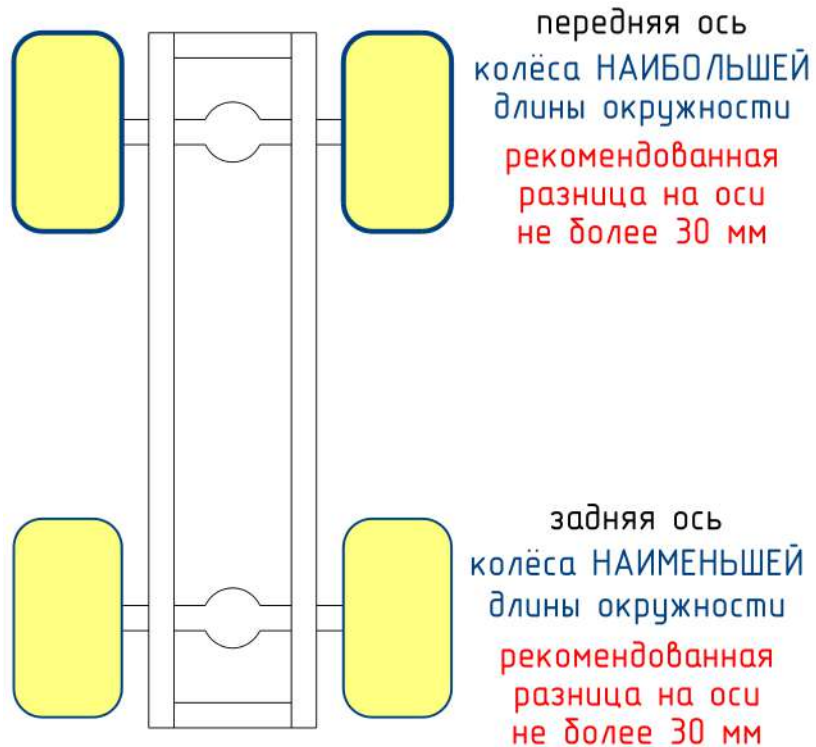 передняя ось
колёса НАИБОЛЬШЕЙ
длины окружности
рекомендованная
разница на оси
не более 30 мм
задняя ось
колёса НАИМЕНЬШЕЙ
длины окружности
рекомендованная
разница на оси
не более 30 мм